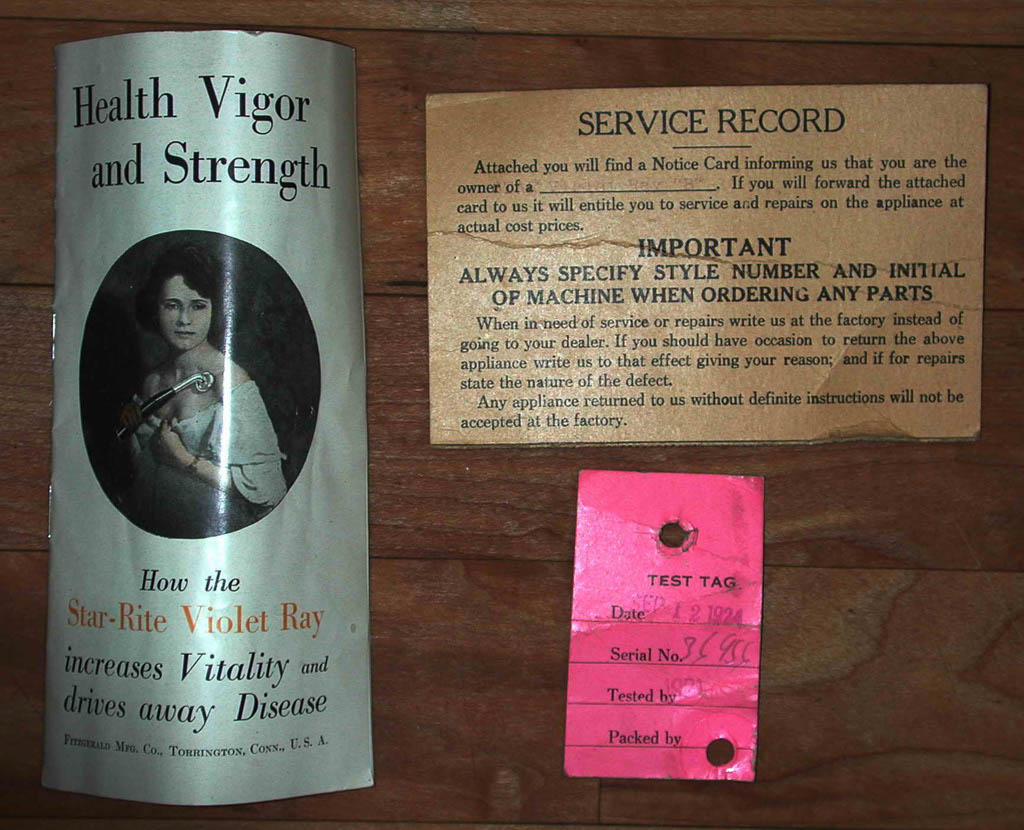 Health Vigor
and Strength
How the
Star-Rite Violet Ray
increases Vitality and
drives away Disease
Fitzgerald Mfg. Co., Torrington, Conn., U. S. A.
SERVICE RECORD
Attached you will find a Notice Card informing us that you are the
owner of a . If you will forward the attached
card to us it will entitle you to service and repairs on the appliance at
actual cost prices.
IMPORTANT
ALWAYS SPECIFY STYLE NUMBER AND INITIAL
OF MACHINE WHEN ORDERING ANY PARTS
When in need of service or repairs write us at the factory instead of
going to your dealer. If you should have occasion to return the above
appliance write us to that effect giving your reason; and if for repairs
state the nature of the defect.
Any appliance returned to us without definite instructions will not be
accepted at the factory.
TEST TAG
Date SEP 12 1924
Serial No.
Tested by
Packed by